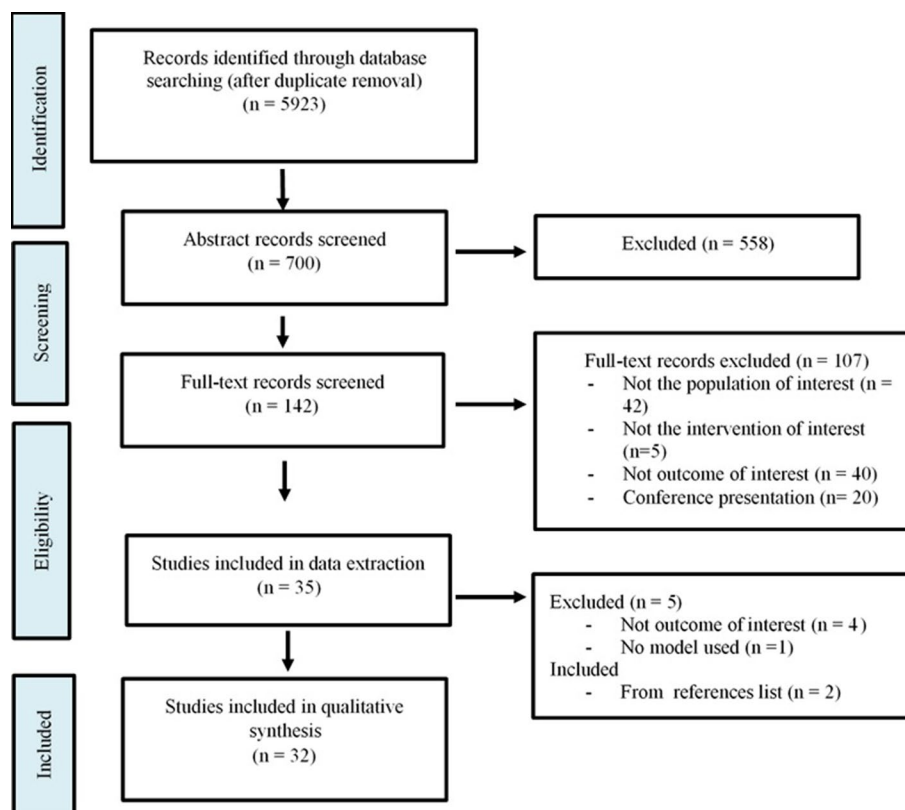 Identification
Records identified through database
searching (after duplicate removal)
(n = 5923)
Abstract records screened
(n = 700)
Excluded (n = 558)
Screening
Full-text records screened
(n = 142)
Full-text records excluded (n = 107)
- Not the population of interest (n =
42)
- Not the intervention of interest
(n=5)
- Not outcome of interest (n = 40)
- Conference presentation (n= 20)
Eligibility
Studies included in data extraction
(n = 35)
Excluded (n = 5)
- Not outcome of interest (n = 4)
- No model used (n =1)
Included
- From references list (n = 2)
Included
Studies included in qualitative
synthesis
(n = 32)